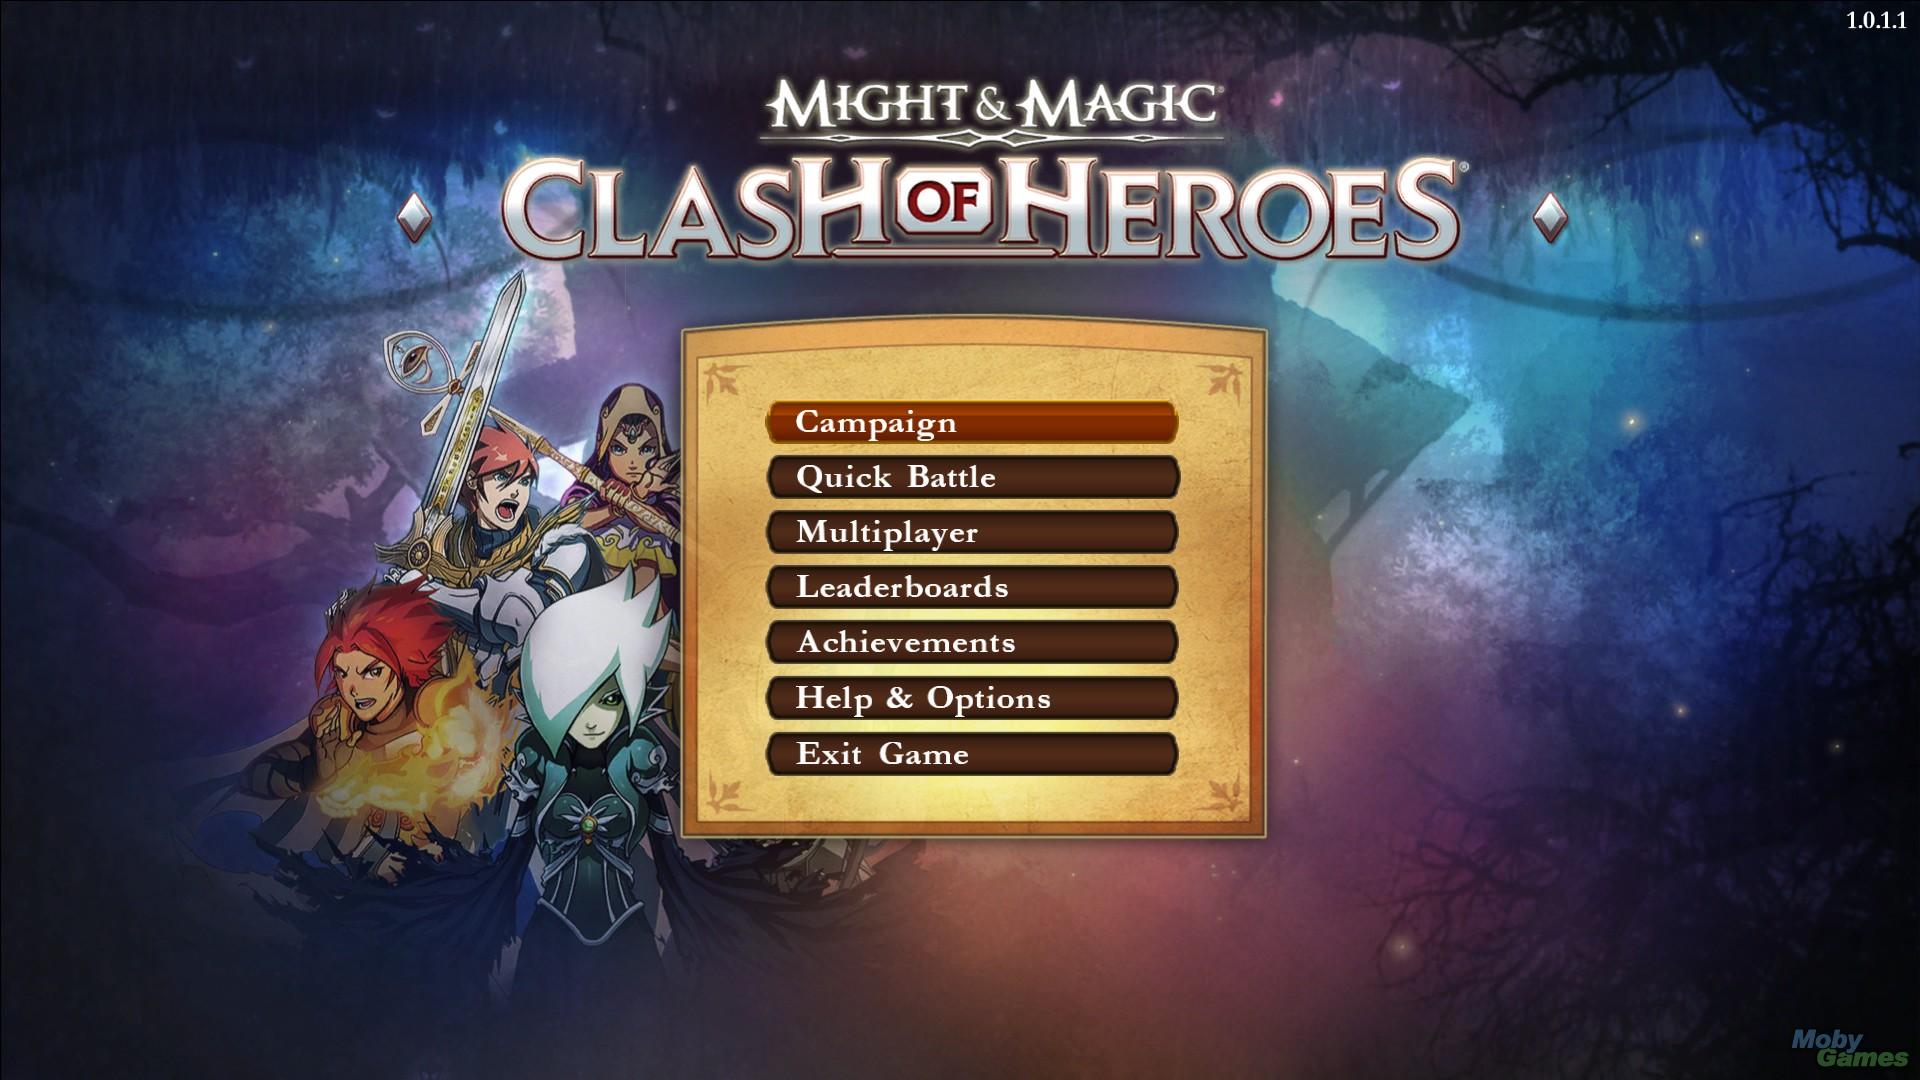 1.0.1.1
MIGHT & MAGIC®
CLASH OF HEROES®
Campaign
Quick Battle
Multiplayer
Leaderboards
Achievements
Help & Options
Exit Game
Moby
Games